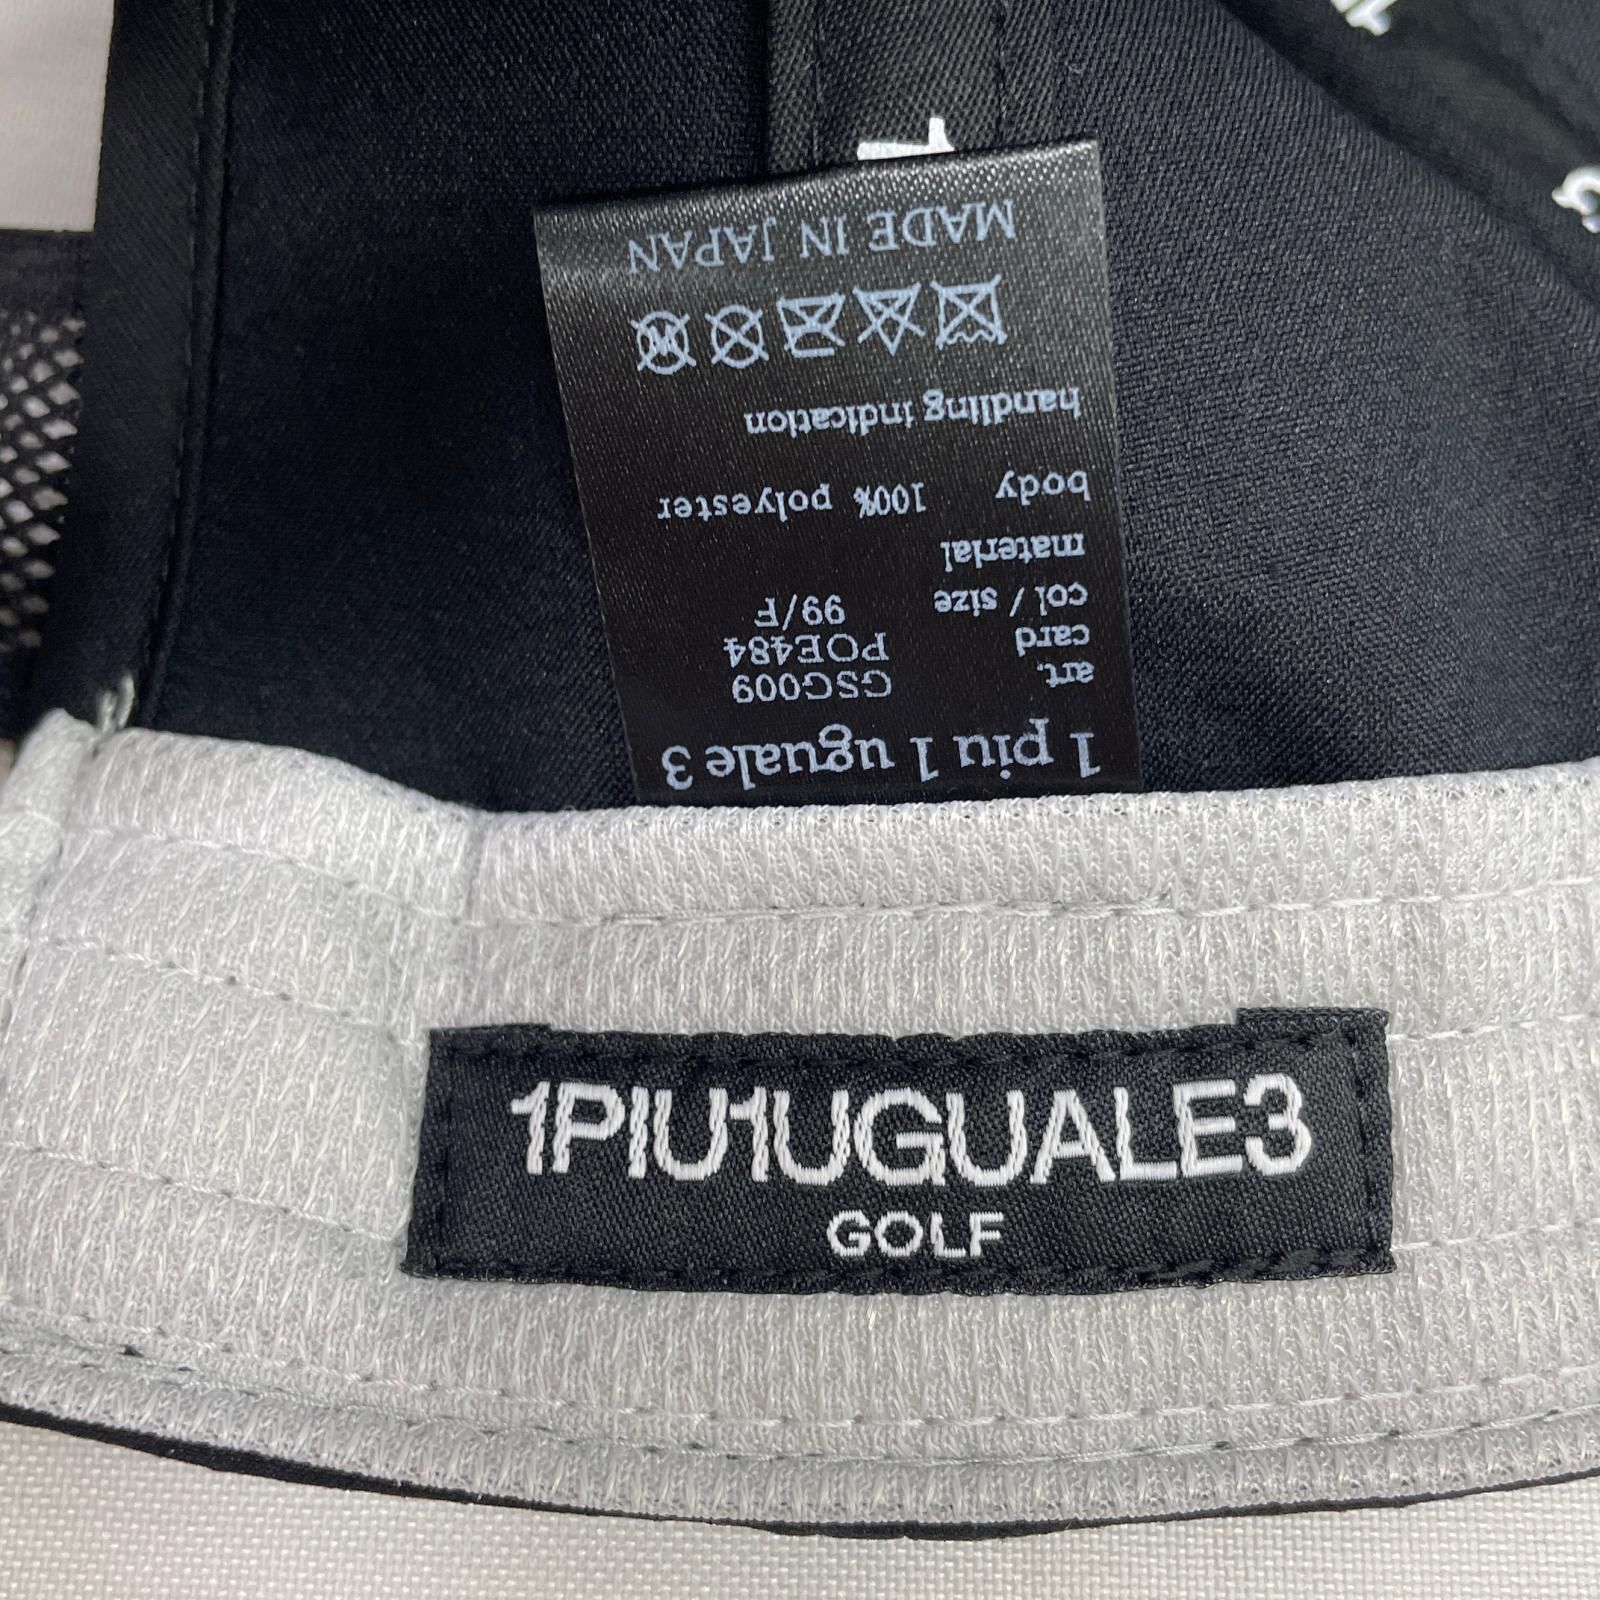 1 piu 1 uguale 3
art. GSG009
card POE484
col / size 99/F
material
body 100% polyester
handling indication
MADE IN JAPAN
1PIU1UGUALE3
GOLF